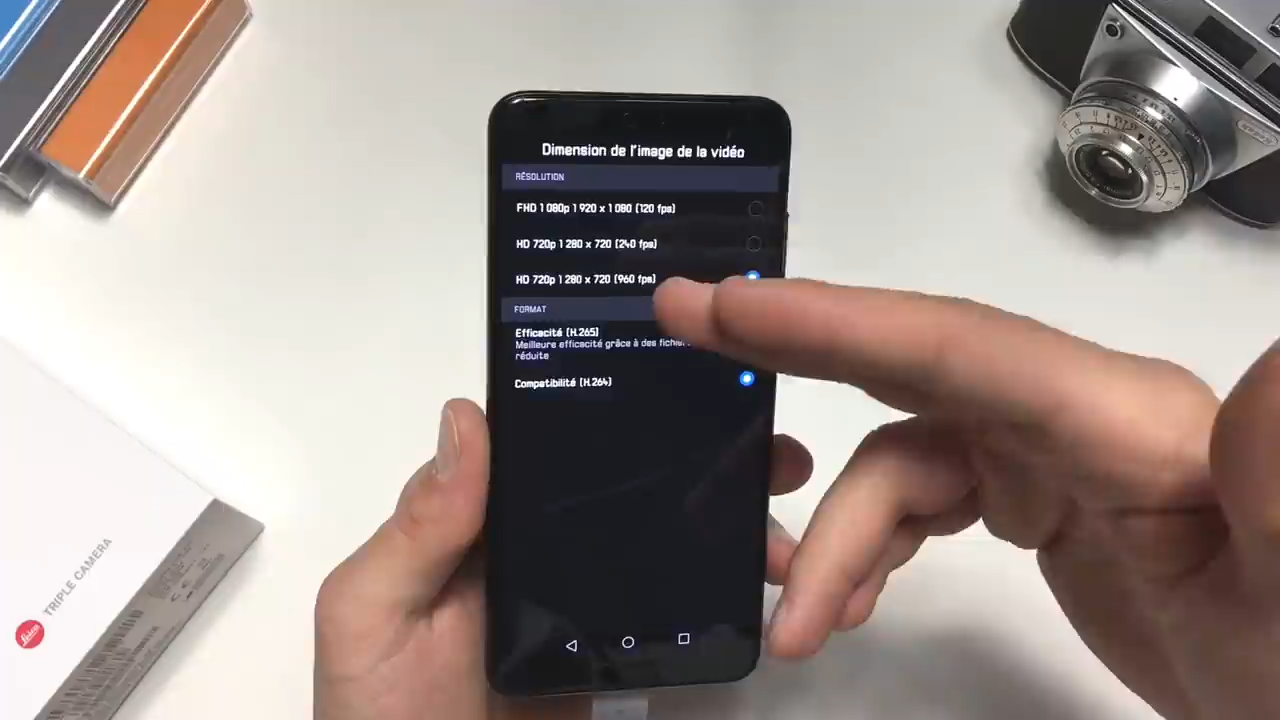 Dimension de l'image de la vidéo
RÉSOLUTION
FHD 1 080p 1 920 x 1 080 (120 fps)
HD 720p 1 280 x 720 (240 fps)
HD 720p 1 280 x 720 (960 fps)
FORMAT
Efficacité (H.265)
Meilleure efficacité grâce à des
réduite
Compatibilité (H.264)
TRIPLE CAMERA
Leica